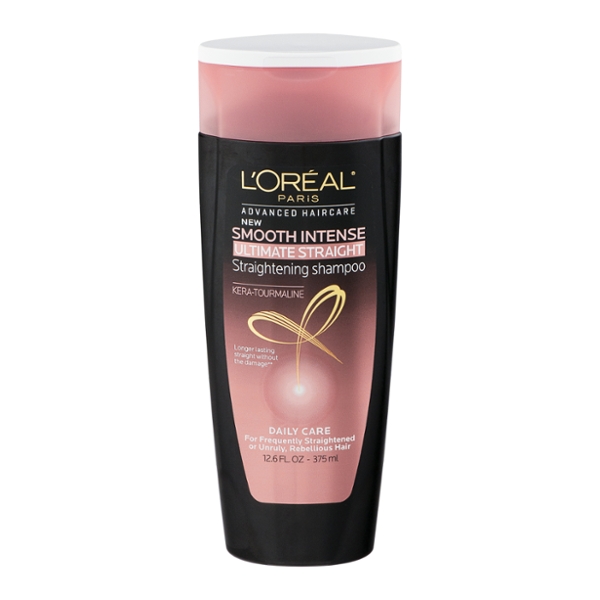 L'ORÉAL®
PARIS
ADVANCED HAIRCARE
NEW
SMOOTH INTENSE
ULTIMATE STRAIGHT
Straightening shampoo
KERA-TOURMALINE
Longer lasting
straight without
the damage**
DAILY CARE
For Frequently Straightened
or Unruly, Rebellious Hair
12.6 FL. OZ - 375 ml